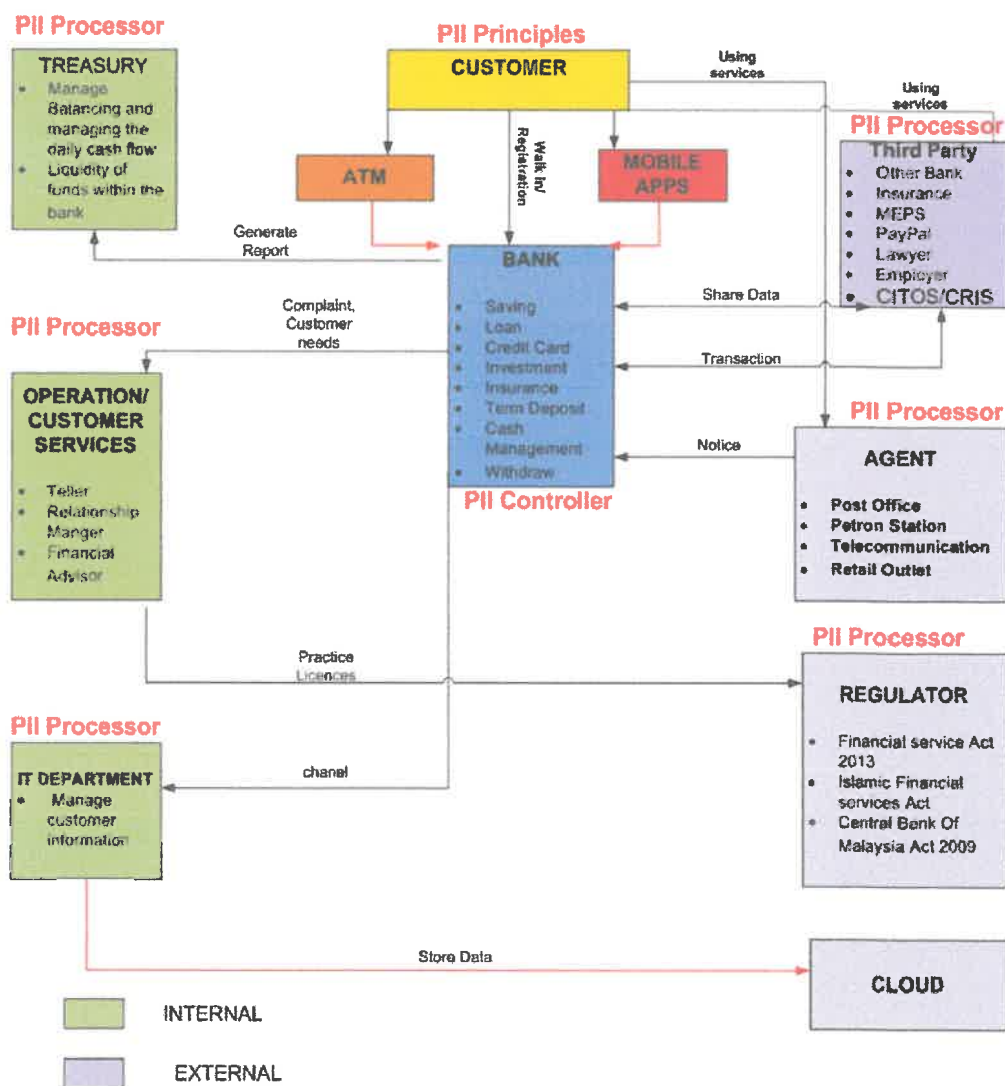 PII Processor
TREASURY
Manage
Balancing and
managing the
daily cash flow
Liquidity of
funds within the
bank
PII Principles
CUSTOMER
Using
services
Using
services
ATM
Walk In/
Registration
MOBILE
APPS
PII Processor
Third Party
Other Bank
Insurance
MEPS
PayPal
Lawyer
Employer
CITOS/CRIS
Generate
Report
BANK
Saving
Loan
Credit Card
Investment
Insurance
Term Deposit
Cash
Management
Withdraw
PII Controller
Share Data
Transaction
Notice
PII Processor
Complaint,
Customer
needs
OPERATION/
CUSTOMER
SERVICES
Teller
Relationship
Manger
Financial
Advisor
PII Processor
AGENT
Post Office
Petron Station
Telecommunication
Retail Outlet
Practice
Licences
PII Processor
REGULATOR
Financial service Act
2013
Islamic Financial
services Act
Central Bank Of
Malaysia Act 2009
PII Processor
IT DEPARTMENT
Manage
customer
information
chanel
Store Data
CLOUD
INTERNAL
EXTERNAL